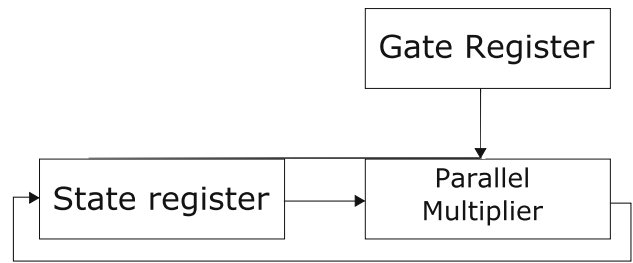 Gate Register
State register
Parallel
Multiplier